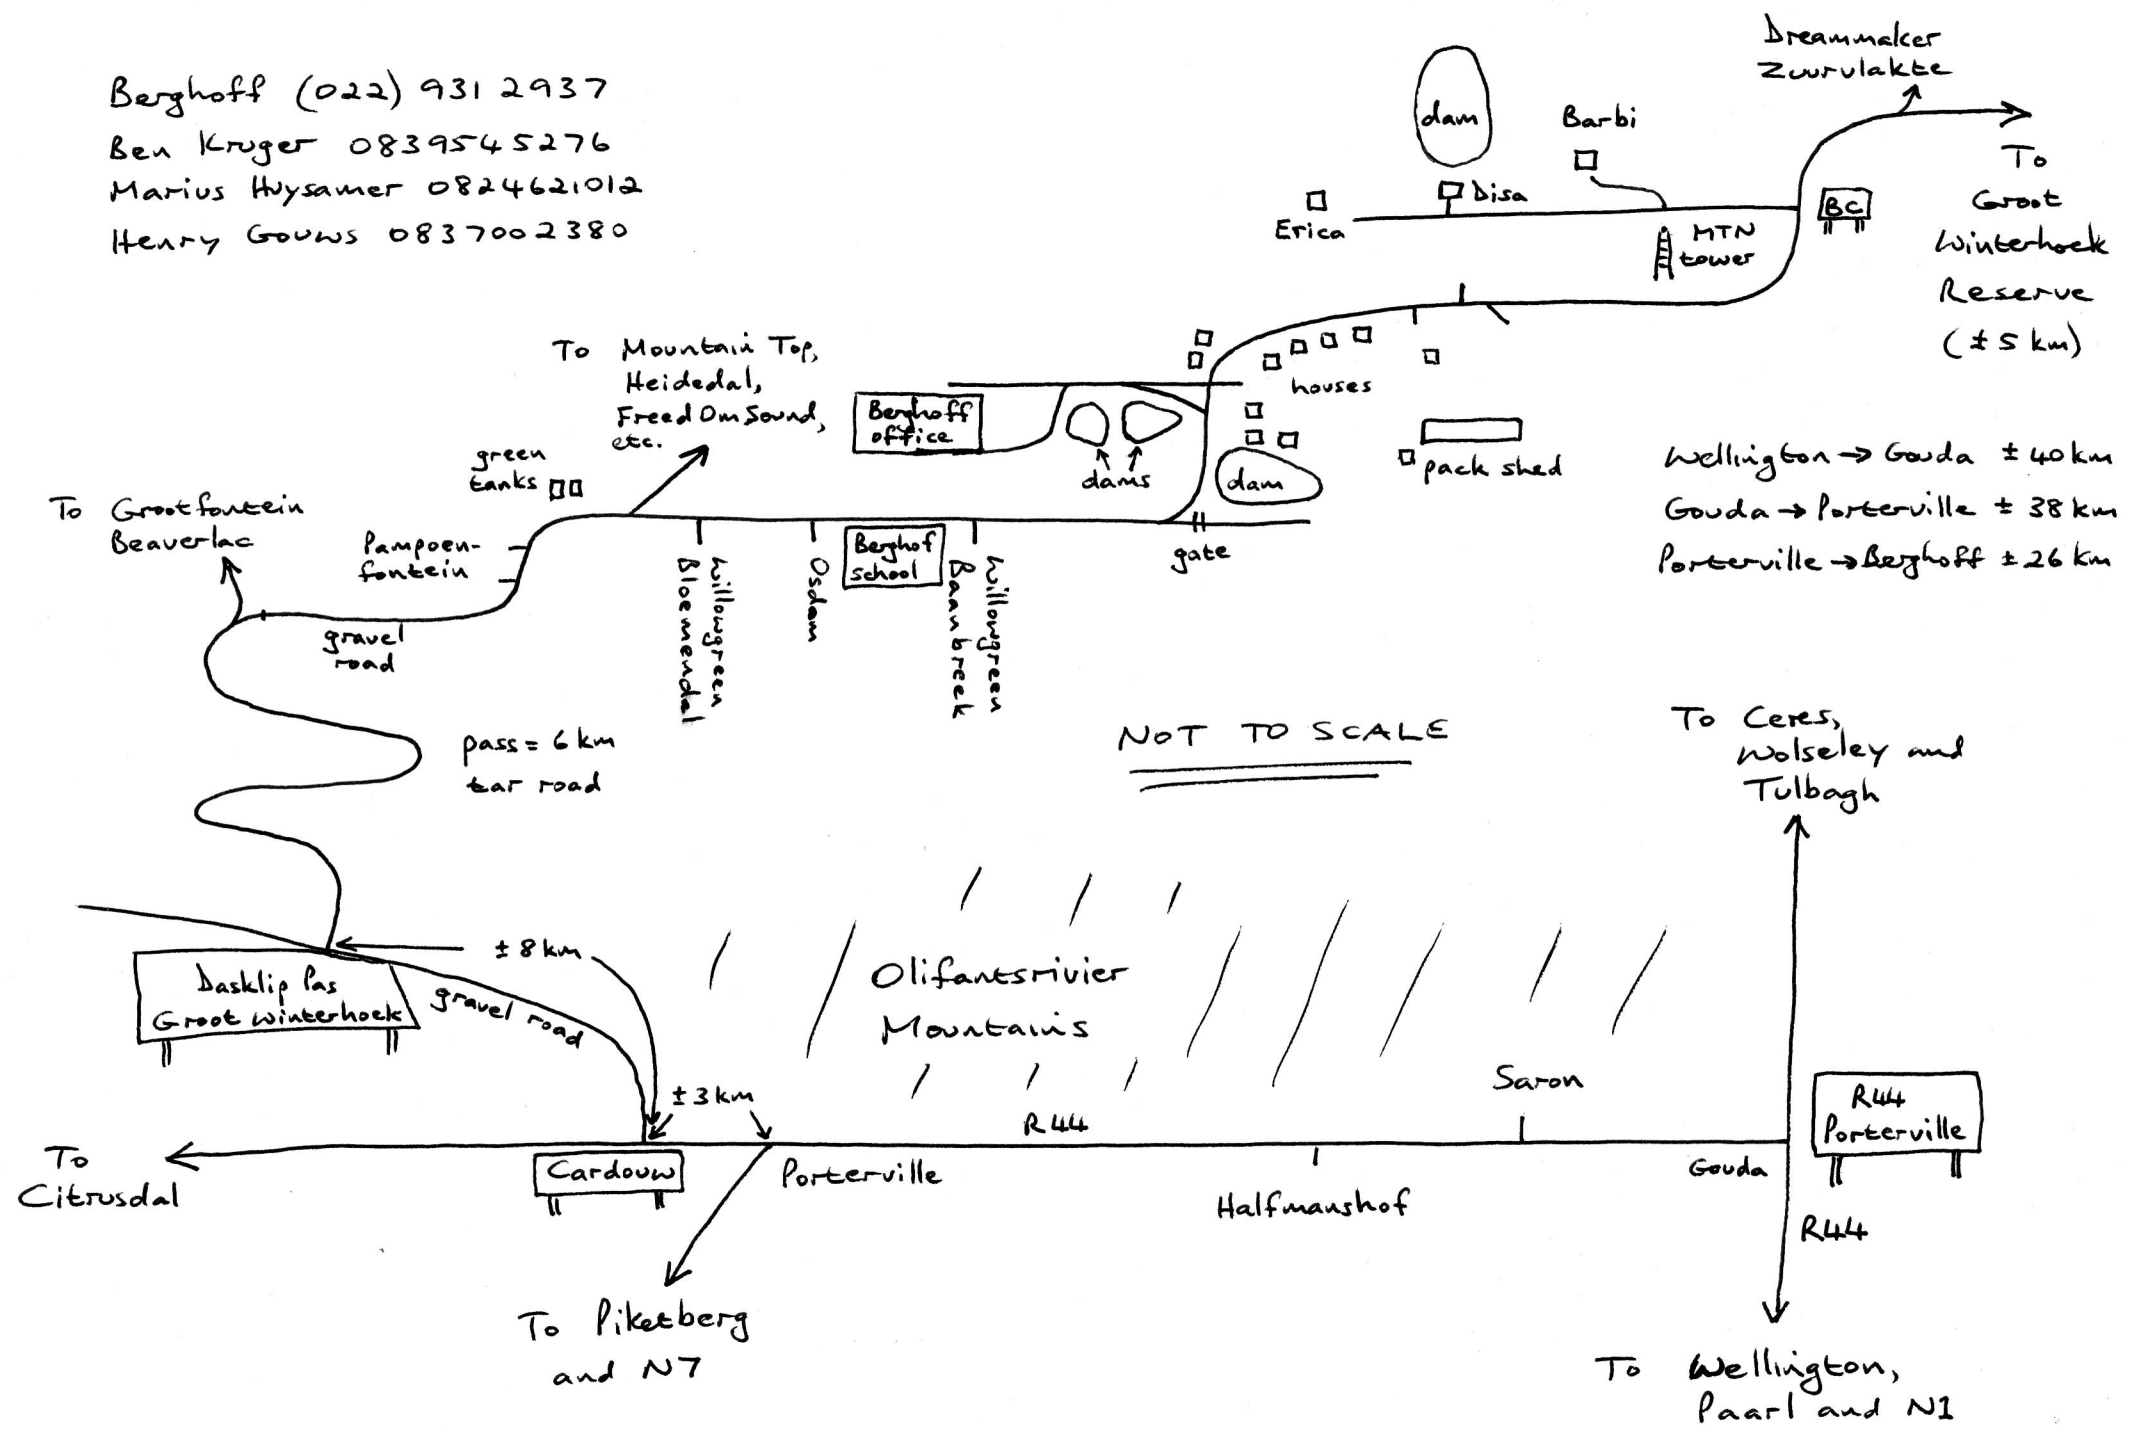 Berghoff (022) 931 2937
Ben Kruger 0839545276
Marius Huysamer 0824621012
Henry Gouws 0837002380
Dreammaker
Zuurvlakte
dam
Barbi
Disa
Erica
MTN
tower
BC
To
Groot
Winterhoek
Reserve
(± 5 km)
To Mountain Top,
Heidedal,
FreedOmSound,
etc.
Berghoff
office
houses
dams
dam
pack shed
green
tanks
To Grootfontein
Beaverlac
Pampoen-
fontein
gravel
road
Willowgreen
Bloemendal
Osdam
Berghof
school
Willowgreen
Baanbreek
gate
Wellington → Gouda ± 40 km
Gouda → Porterville ± 38 km
Porterville → Berghoff ± 26 km
pass = 6 km
tar road
NOT TO SCALE
To Ceres,
Wolseley and
Tulbagh
± 8 km
Dasklip Pas
Groot Winterhoek
gravel road
Olifantsrivier
Mountains
± 3 km
R44
Saron
R44
Porterville
To
Citrusdal
Cardouw
Porterville
Halfmanshof
Gouda
R44
To Piketberg
and N7
To Wellington,
Paarl and N1